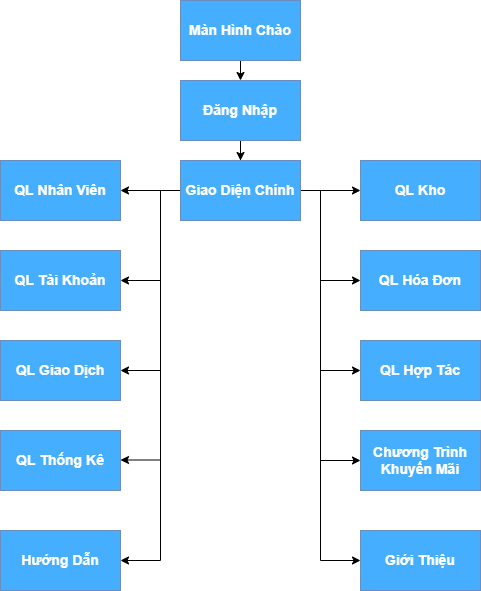 Màn Hình Chào
Đăng Nhập
QL Nhân Viên
Giao Diện Chính
QL Kho
QL Tài Khoản
QL Hóa Đơn
QL Giao Dịch
QL Hợp Tác
QL Thống Kê
Chương Trình
Khuyến Mãi
Hướng Dẫn
Giới Thiệu